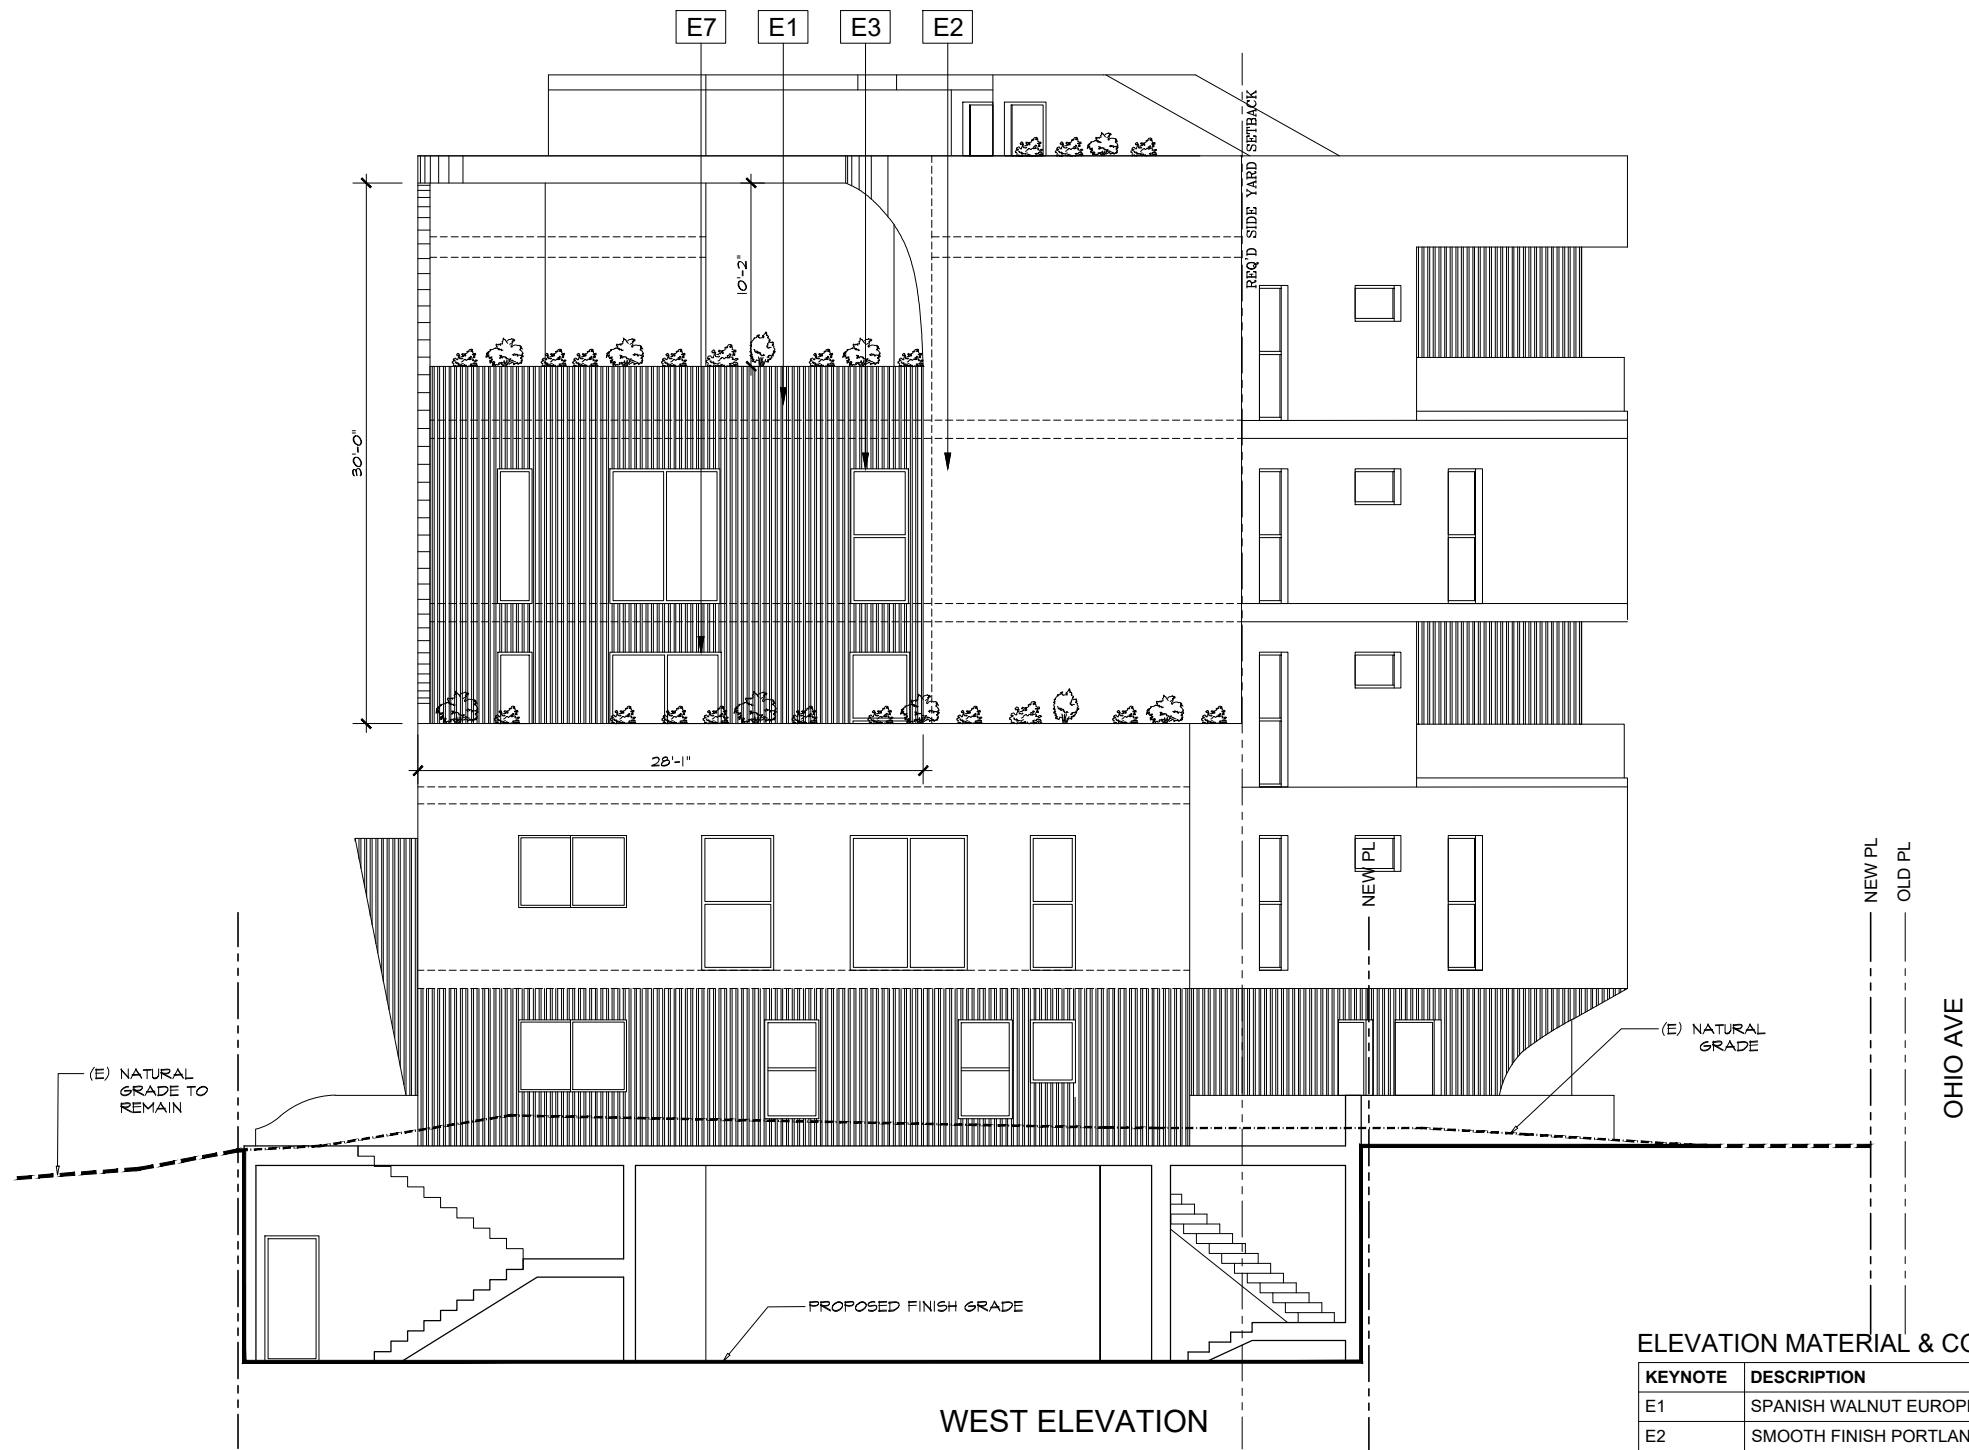 E7
E1
E3
E2
REQ'D SIDE YARD SETBACK
10'-2"
30'-0"
28'-1"
NEW PL
NEW PL
OLD PL
OHIO AVE
(E) NATURAL
GRADE
(E) NATURAL
GRADE TO
REMAIN
PROPOSED FINISH GRADE
WEST ELEVATION
ELEVATION MATERIAL & CO
KEYNOTE DESCRIPTION
E1 SPANISH WALNUT EUROP
E2 SMOOTH FINISH PORTLAN